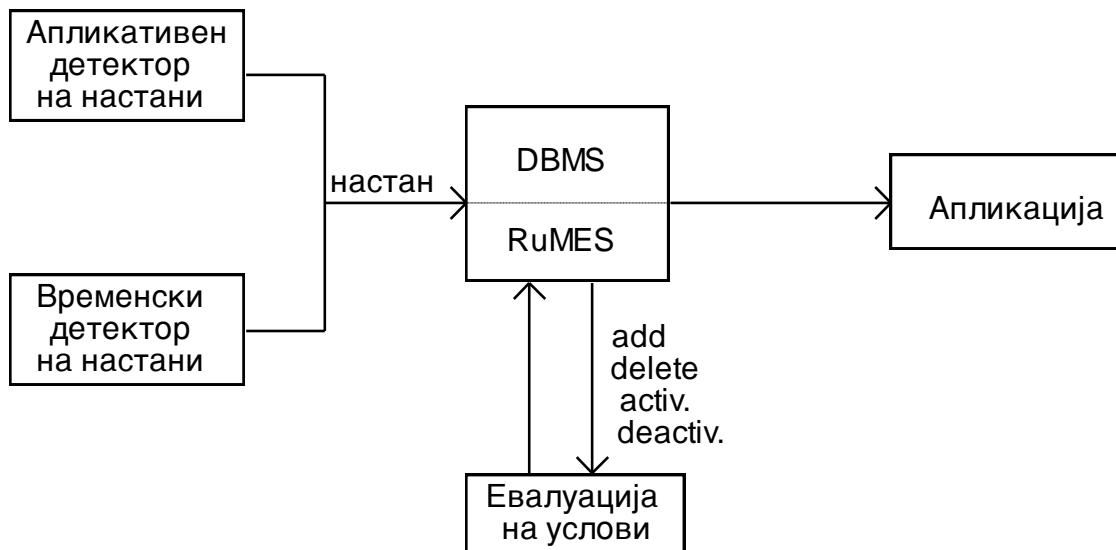 Апликативен
детектор
на настани
настан
DBMS
RuMES
Апликација
Временски
детектор
на настани
add
delete
activ.
deactiv.
Евалуација
на услови